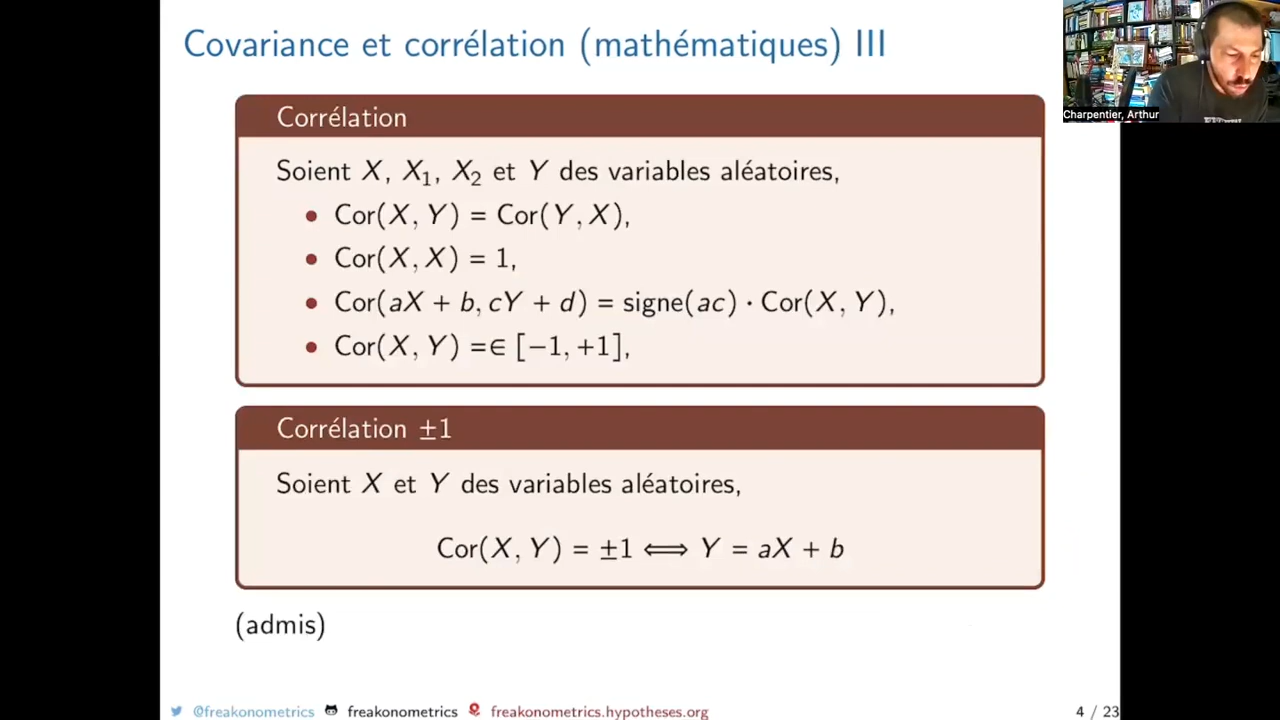 Covariance et corrélation (mathématiques) III
Charpentier, Arthur
Corrélation
Soient X, X₁, X₂ et Y des variables aléatoires,
• Cor(X, Y) = Cor(Y, X),
• Cor(X, X) = 1,
• Cor(aX + b, cY + d) = signe(ac) · Cor(X, Y),
• Cor(X, Y) =∈ [−1, +1],
Corrélation ±1
Soient X et Y des variables aléatoires,
Cor(X, Y) = ±1 ⟺ Y = aX + b
(admis)
@freakonometrics freakonometrics freakonometrics.hypotheses.org 4 / 23